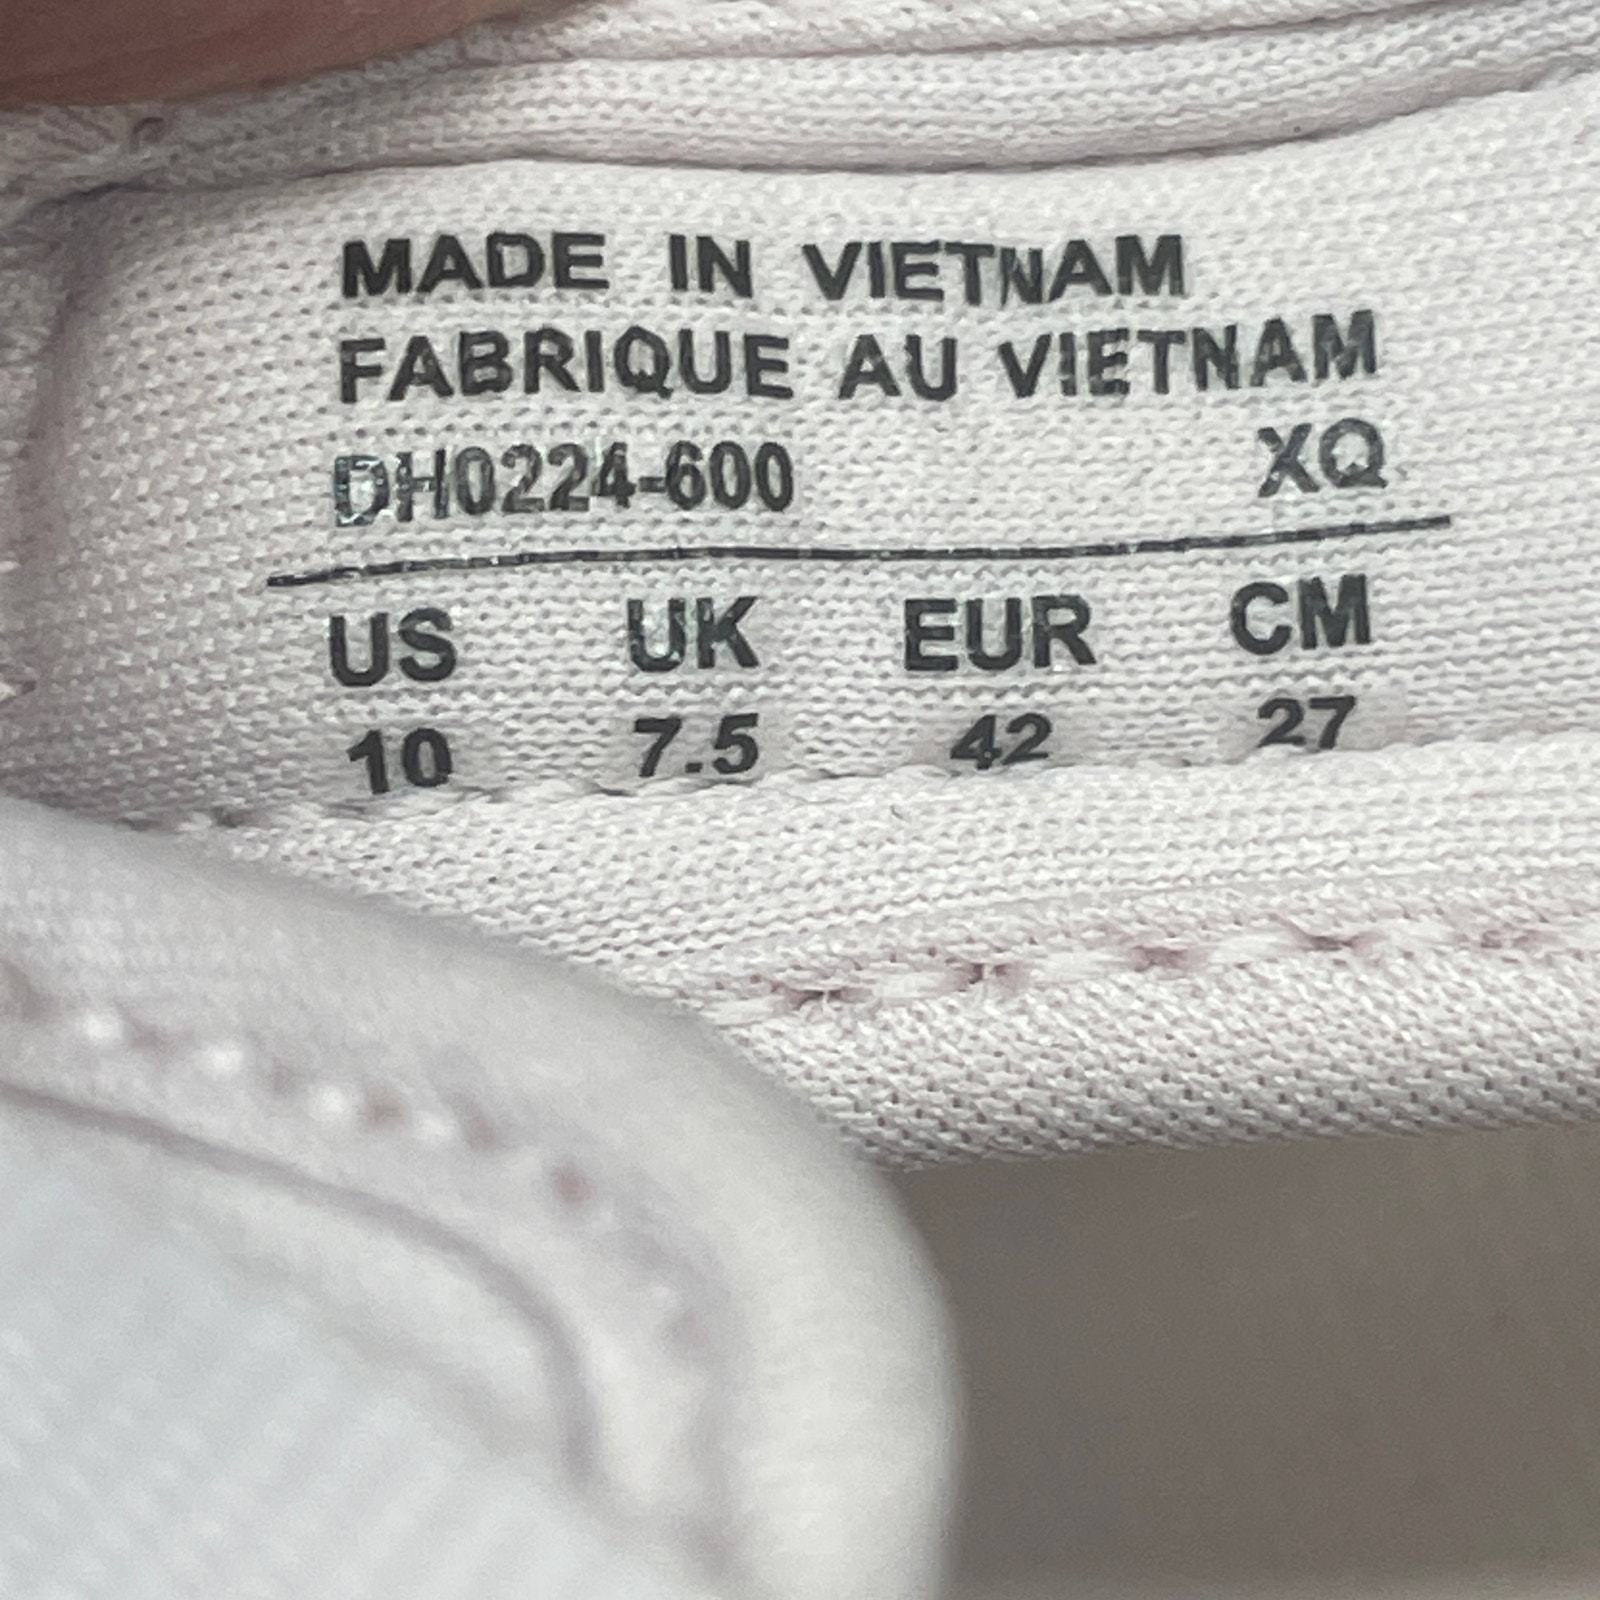 MADE IN VIETNAM
FABRIQUE AU VIETNAM
DH0224-600 XQ
US UK EUR CM
10 7.5 42 27